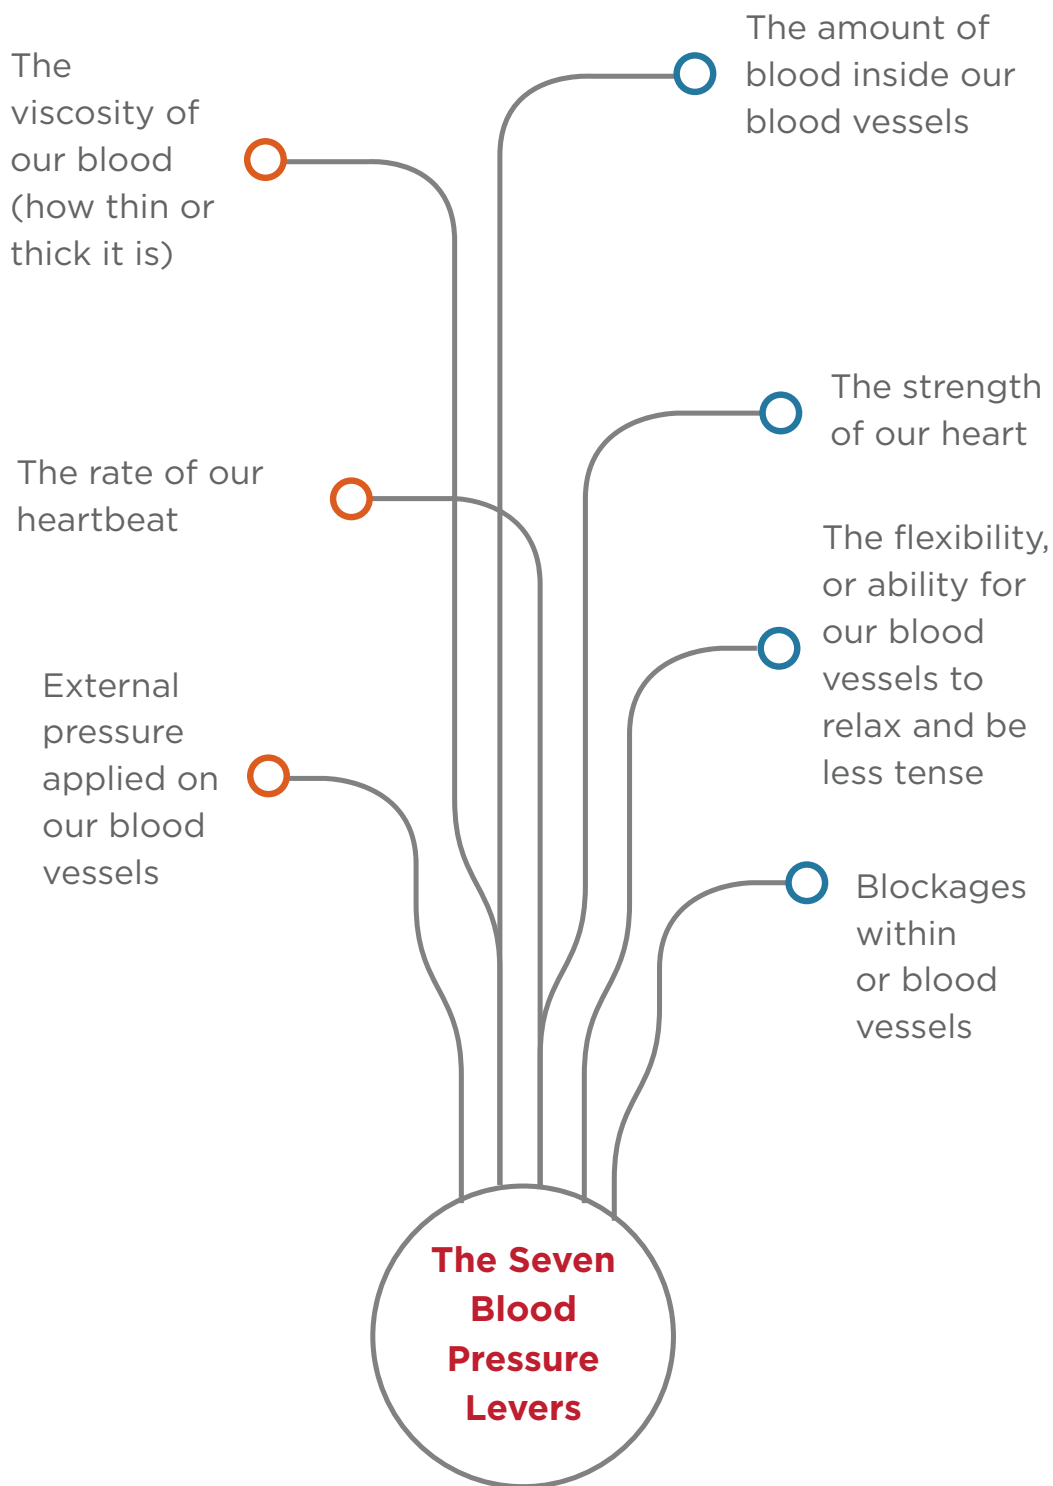 The
viscosity of
our blood
(how thin or
thick it is)
The amount of
blood inside our
blood vessels
The rate of our
heartbeat
The strength
of our heart
External
pressure
applied on
our blood
vessels
The flexibility,
or ability for
our blood
vessels to
relax and be
less tense
Blockages
within
or blood
vessels
The Seven
Blood
Pressure
Levers